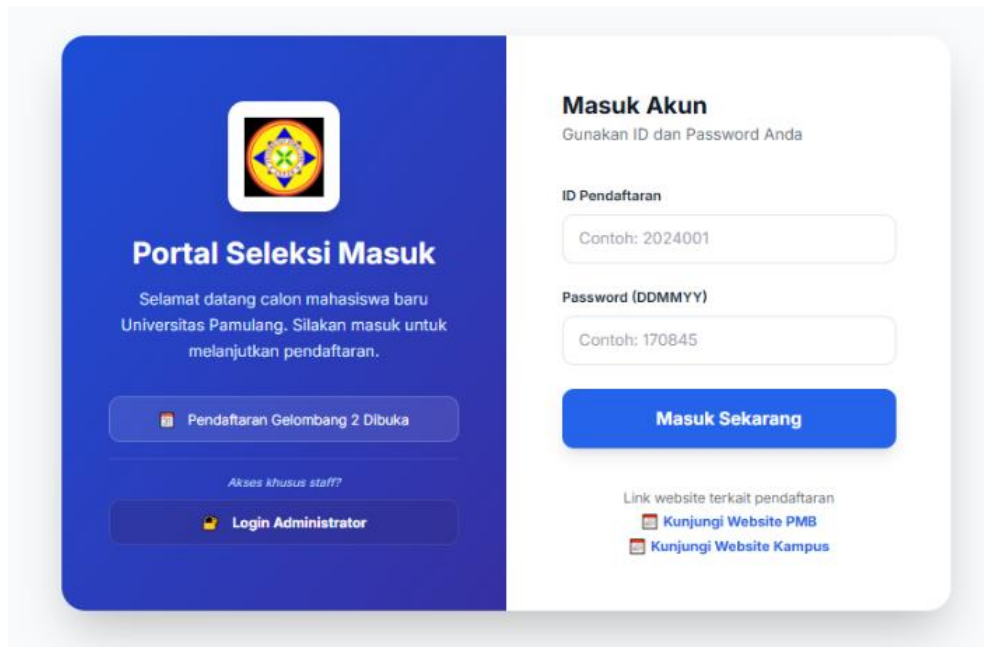 Portal Seleksi Masuk
Selamat datang calon mahasiswa baru
Universitas Pamulang. Silakan masuk untuk
melanjutkan pendaftaran.
Pendaftaran Gelombang 2 Dibuka
Akses khusus staff?
Login Administrator
Masuk Akun
Gunakan ID dan Password Anda
ID Pendaftaran
Contoh: 2024001
Password (DDMMYY)
Contoh: 170845
Masuk Sekarang
Link website terkait pendaftaran
Kunjungi Website PMB
Kunjungi Website Kampus